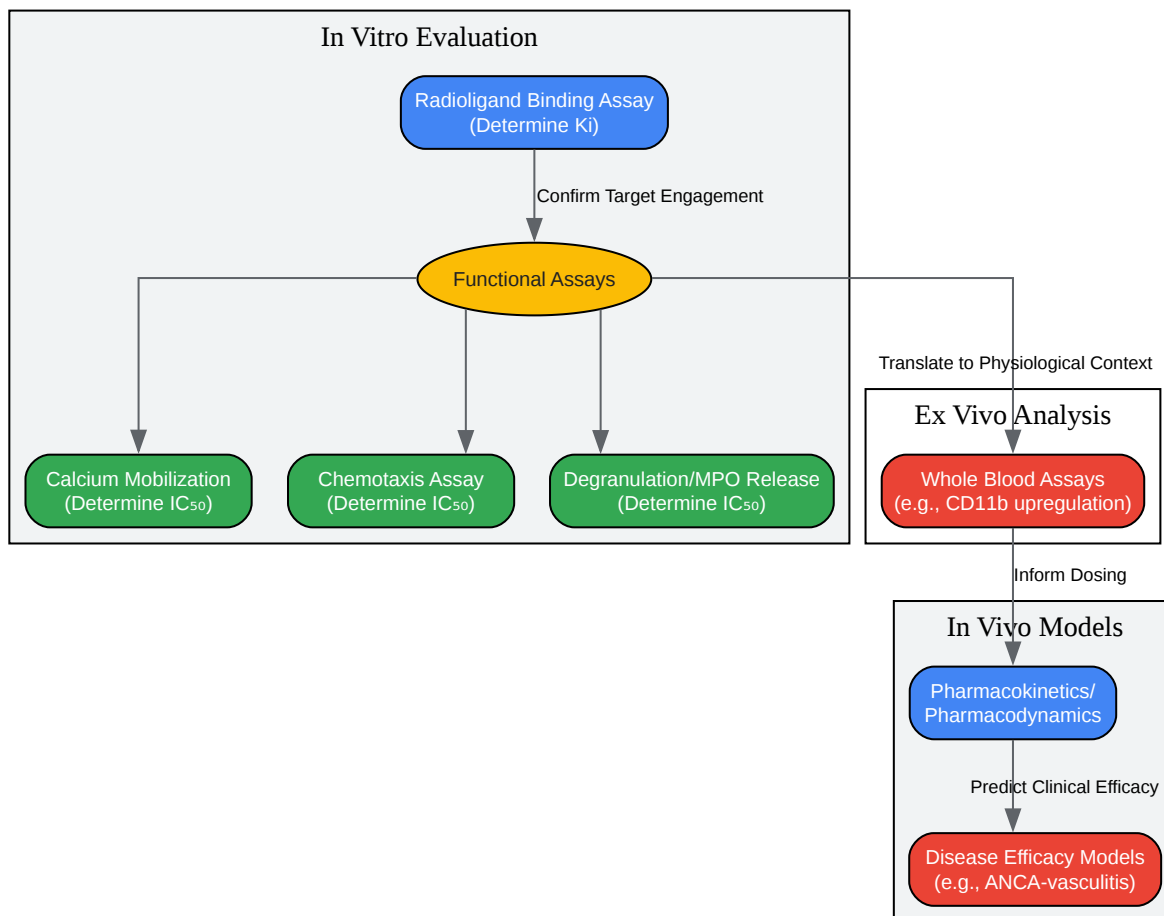 In Vitro Evaluation
Radioligand Binding Assay
(Determine Ki)
Confirm Target Engagement
Functional Assays
Translate to Physiological Context
Ex Vivo Analysis
Calcium Mobilization
(Determine IC₅₀)
Chemotaxis Assay
(Determine IC₅₀)
Degranulation/MPO Release
(Determine IC₅₀)
Whole Blood Assays
(e.g., CD11b upregulation)
Inform Dosing
In Vivo Models
Pharmacokinetics/
Pharmacodynamics
Predict Clinical Efficacy
Disease Efficacy Models
(e.g., ANCA-vasculitis)